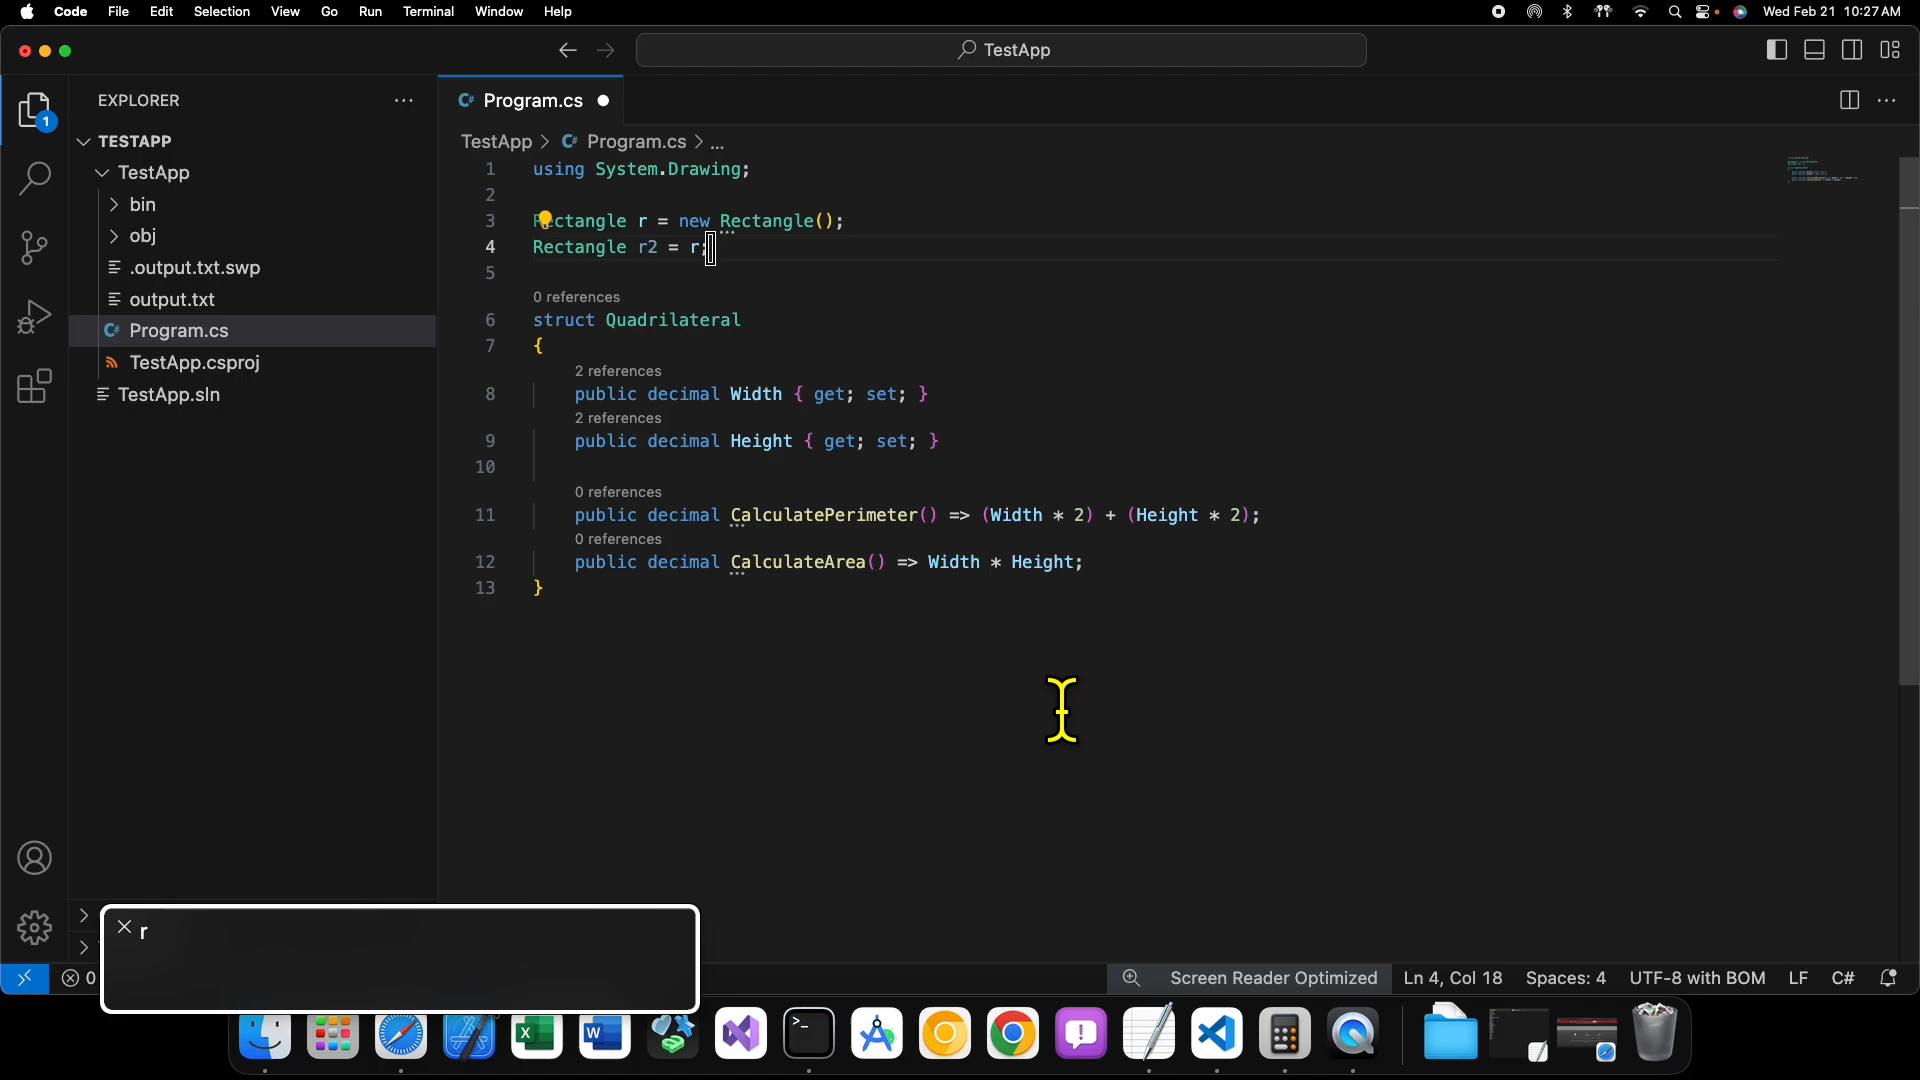 Code File Edit Selection View Go Run Terminal Window Help Wed Feb 21 10:27 AM
TestApp
EXPLORER
Program.cs
TESTAPP
TestApp > Program.cs > ...
TestApp
bin
obj
.output.txt.swp
output.txt
Program.cs
TestApp.csproj
TestApp.sln
1
1 using System.Drawing;
2
3 Rectangle r = new Rectangle();
4 Rectangle r2 = r;
5
0 references
6 struct Quadrilateral
7 {
2 references
8 public decimal Width { get; set; }
2 references
9 public decimal Height { get; set; }
10
0 references
11 public decimal CalculatePerimeter() => (Width * 2) + (Height * 2);
0 references
12 public decimal CalculateArea() => Width * Height;
13 }
r
0
Screen Reader Optimized Ln 4, Col 18 Spaces: 4 UTF-8 with BOM LF C#